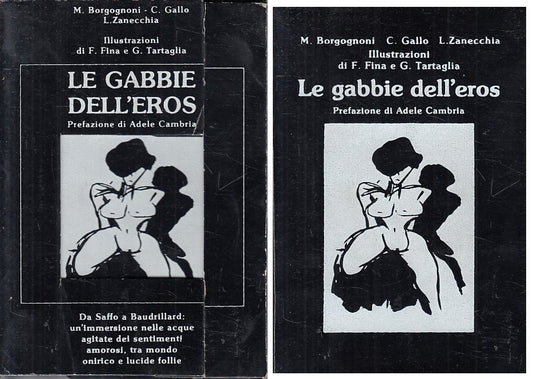 M. Borgognoni - C. Gallo
L.Zanecchia
Illustrazioni
di F. Fina e G. Tartaglia
LE GABBIE
DELL'EROS
Prefazione di Adele Cambria
Da Saffo a Baudrillard:
un'immersione nelle acque
agitate dei sentimenti
amorosi, tra mondo
onirico e lucide follie
M. Borgognoni C. Gallo L.Zanecchia
Illustrazioni
di F. Fina e G. Tartaglia
Le gabbie dell'eros
Prefazione di Adele Cambria